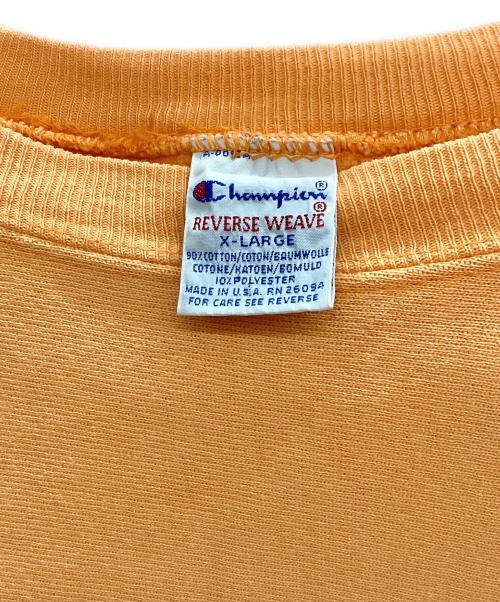 Champion®
REVERSE WEAVE®
X-LARGE
90% COTTON/COTON/BAUMWOLLE
COTONE/KATOEN/BOMULD
10% POLYESTER
MADE IN U.S.A. RN 26094
FOR CARE SEE REVERSE